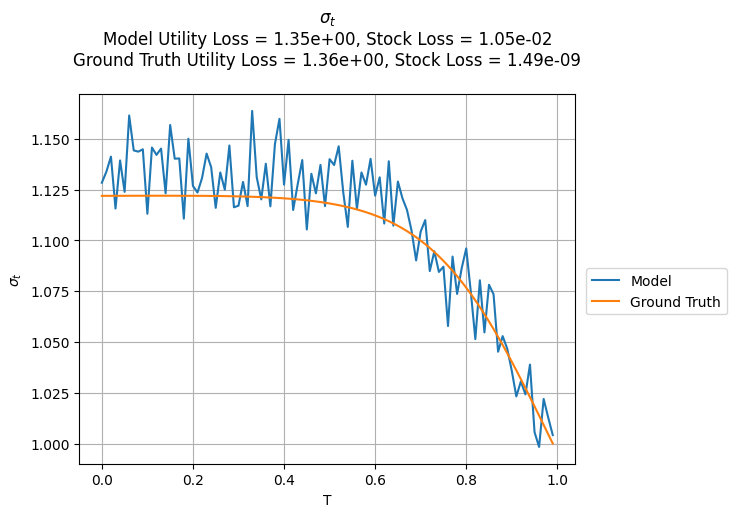 σₜ
Model Utility Loss = 1.35e+00, Stock Loss = 1.05e-02
Ground Truth Utility Loss = 1.36e+00, Stock Loss = 1.49e-09
1.150
1.125
1.100
1.075
1.050
1.025
1.000
σₜ
0.0 0.2 0.4 0.6 0.8 1.0
T
Model
Ground Truth